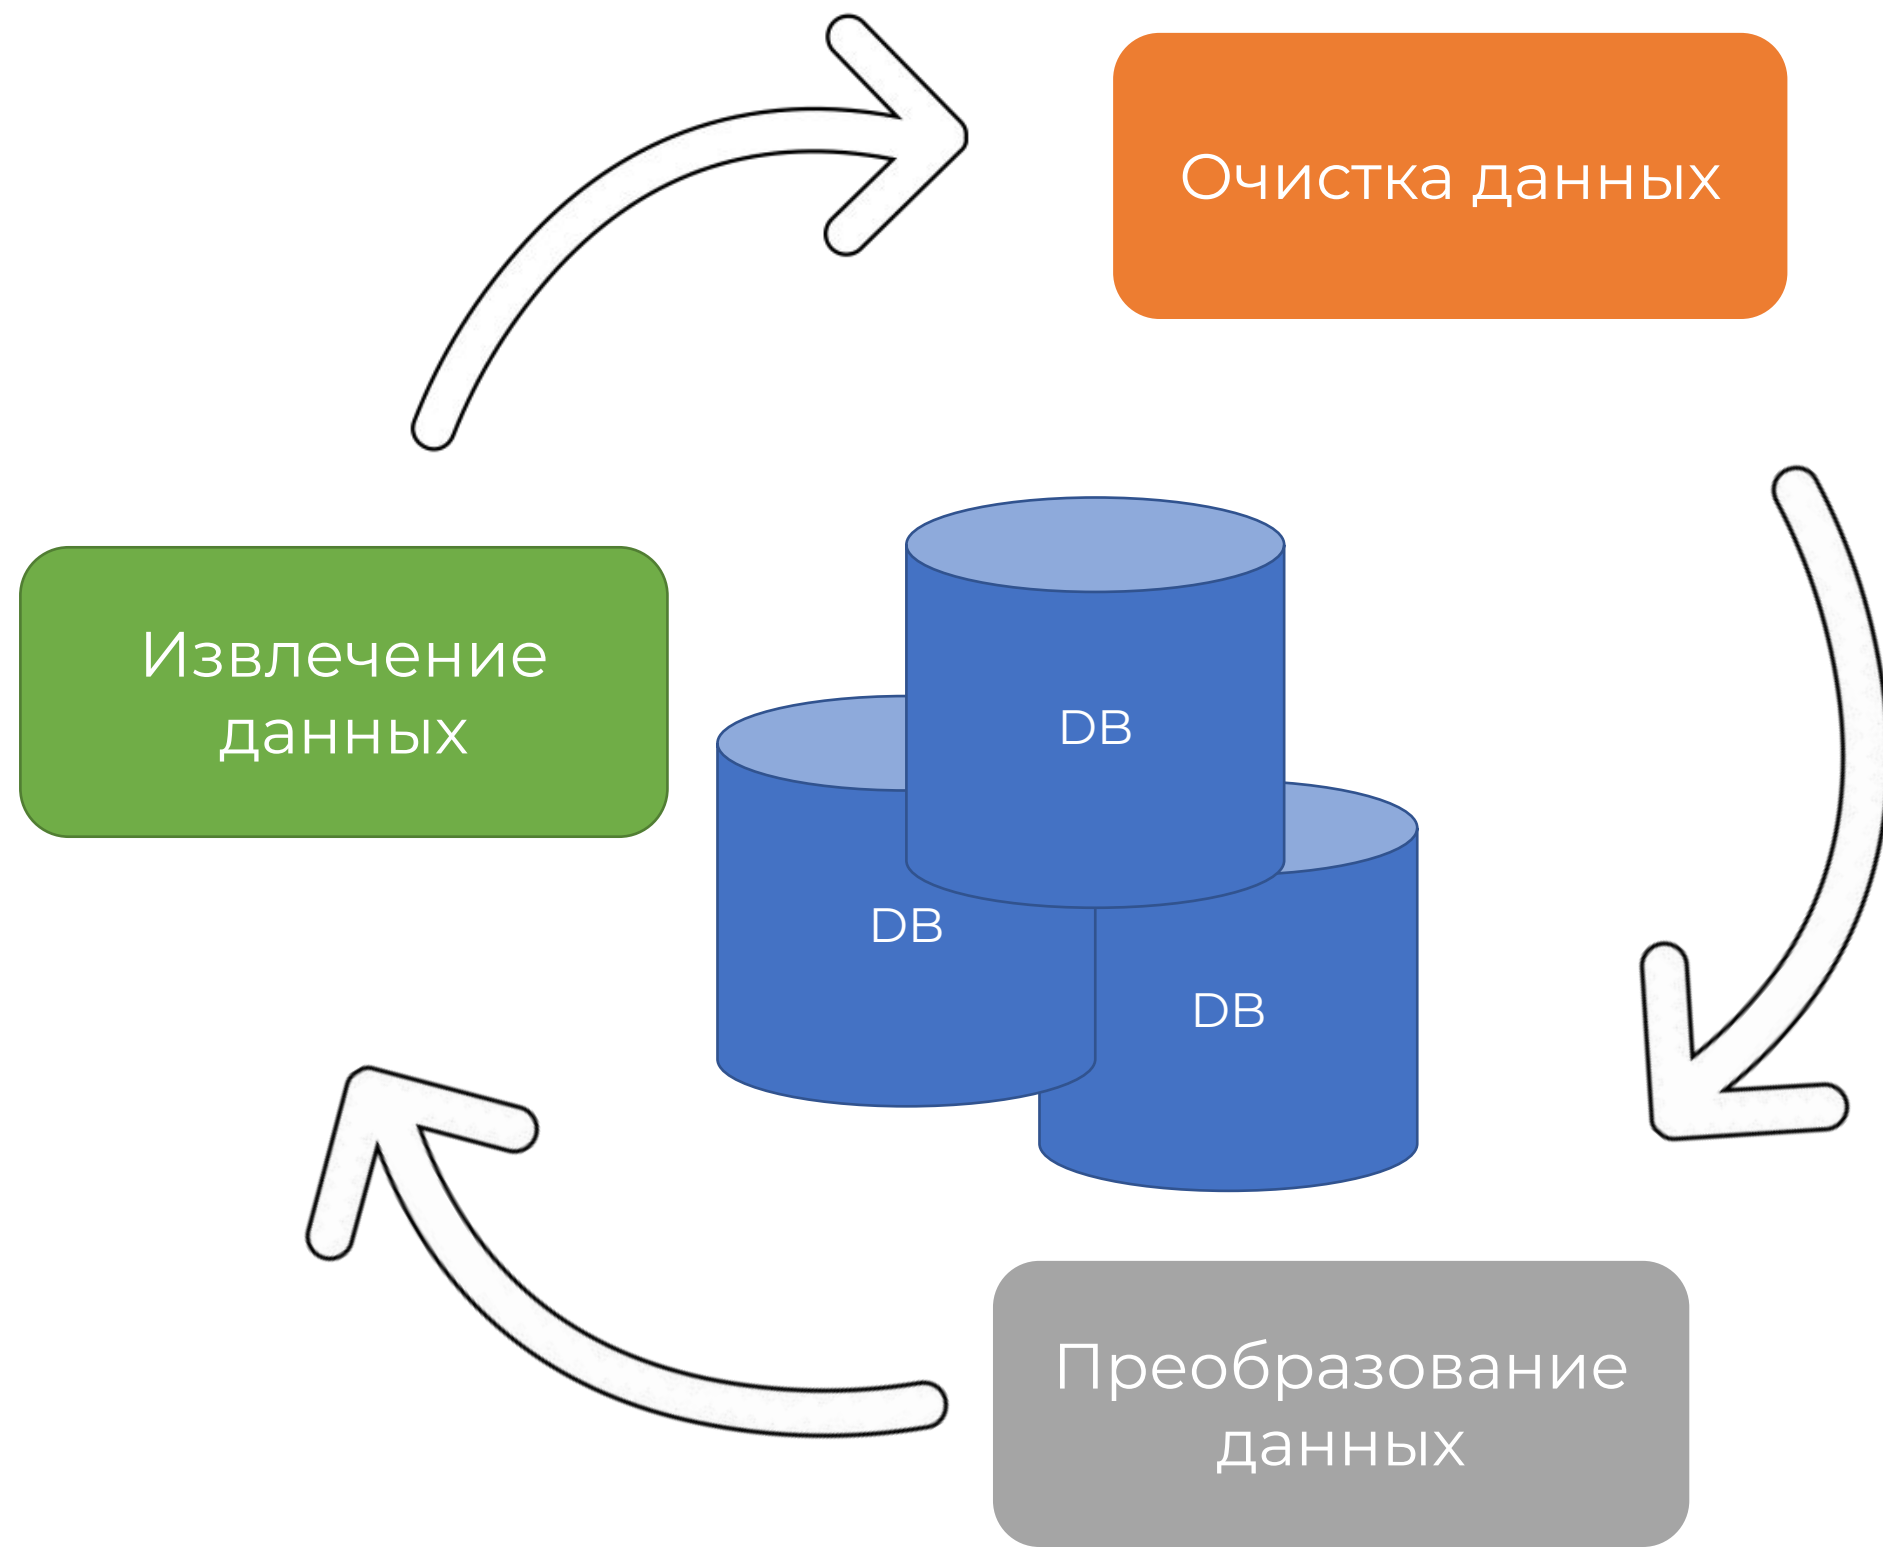 Очистка данных
Извлечение
данных
DB
DB
DB
Преобразование
данных